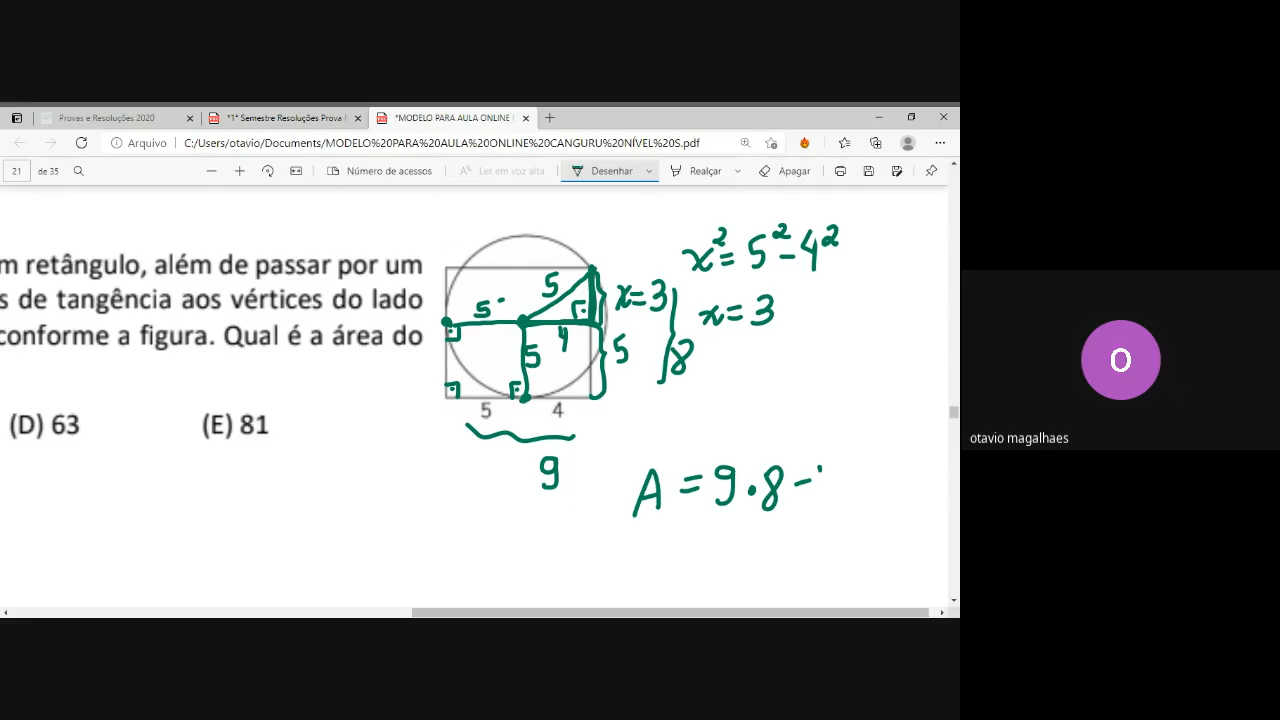 Provas e Resoluções 2020
*1° Semestre Resoluções Prova
*MODELO PARA AULA ONLINE
Arquivo
C:/Users/otavio/Documents/MODELO%20PARA%20AULA%20ONLINE%20CANGURU%20NÍVEL%20S.pdf
21 de 35
Número de acessos
Ler em voz alta
Desenhar
Realçar
Apagar
m retângulo, além de passar por um
s de tangência aos vértices do lado
conforme a figura. Qual é a área do
(D) 63 (E) 81
5
5
5
4
x=3
5
8
5 4
9
x²=5²-4²
x=3
A=9.8-
O
otavio magalhaes